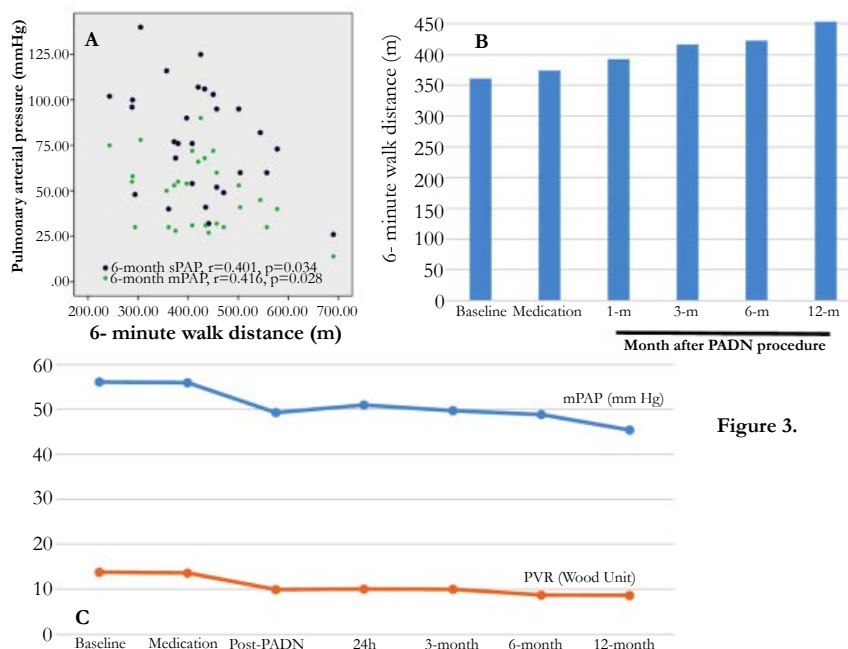 A
Pulmonary arterial pressure (mmHg)
125.00
100.00
75.00
50.00
25.00
.00
6-month sPAP, r=0.401, p=0.034
6-month mPAP, r=0.416, p=0.028
200.00 300.00 400.00 500.00 600.00 700.00
6- minute walk distance (m)
B
6- minute walk distance (m)
450
400
350
300
250
200
150
100
50
0
Baseline Medication 1-m 3-m 6-m 12-m
Month after PADN procedure
60
50
40
30
20
10
0
mPAP (mm Hg)
PVR (Wood Unit)
C
Baseline Medication Post-PADN 24h 3-month 6-month 12-month
Figure 3.